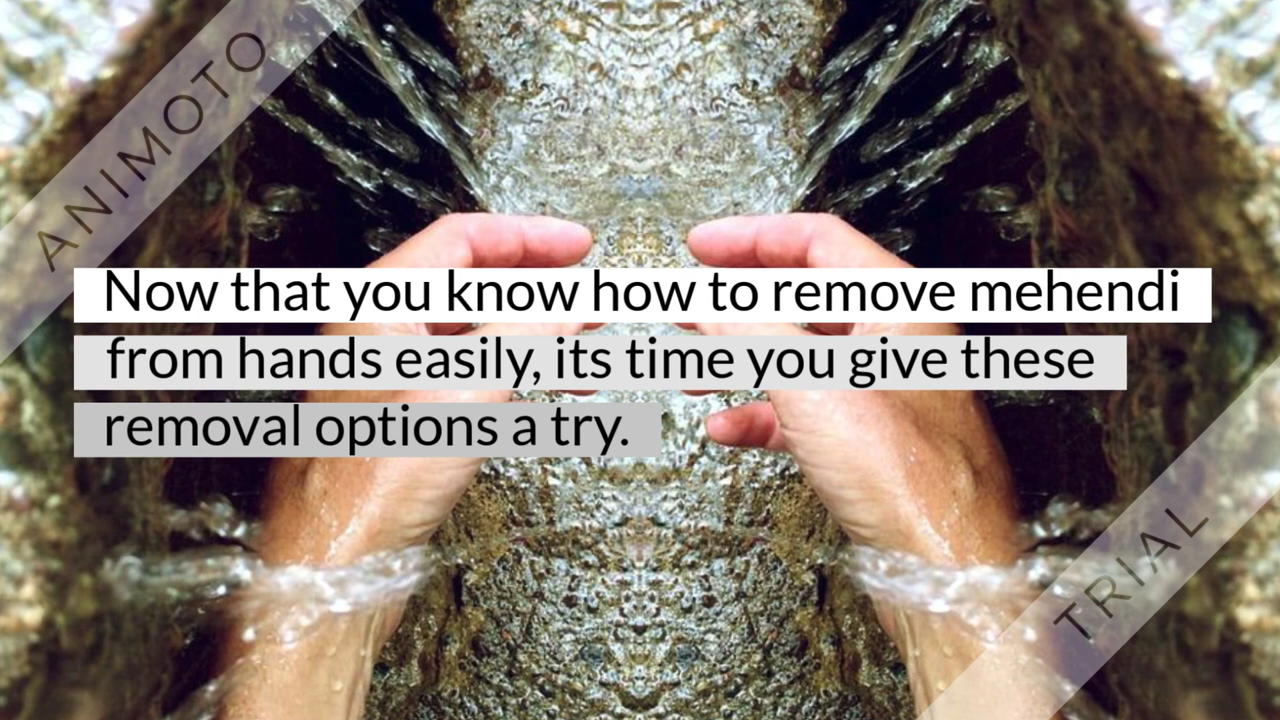 ANIMOTO
Now that you know how to remove mehendi
from hands easily, its time you give these
removal options a try.
TRIAL